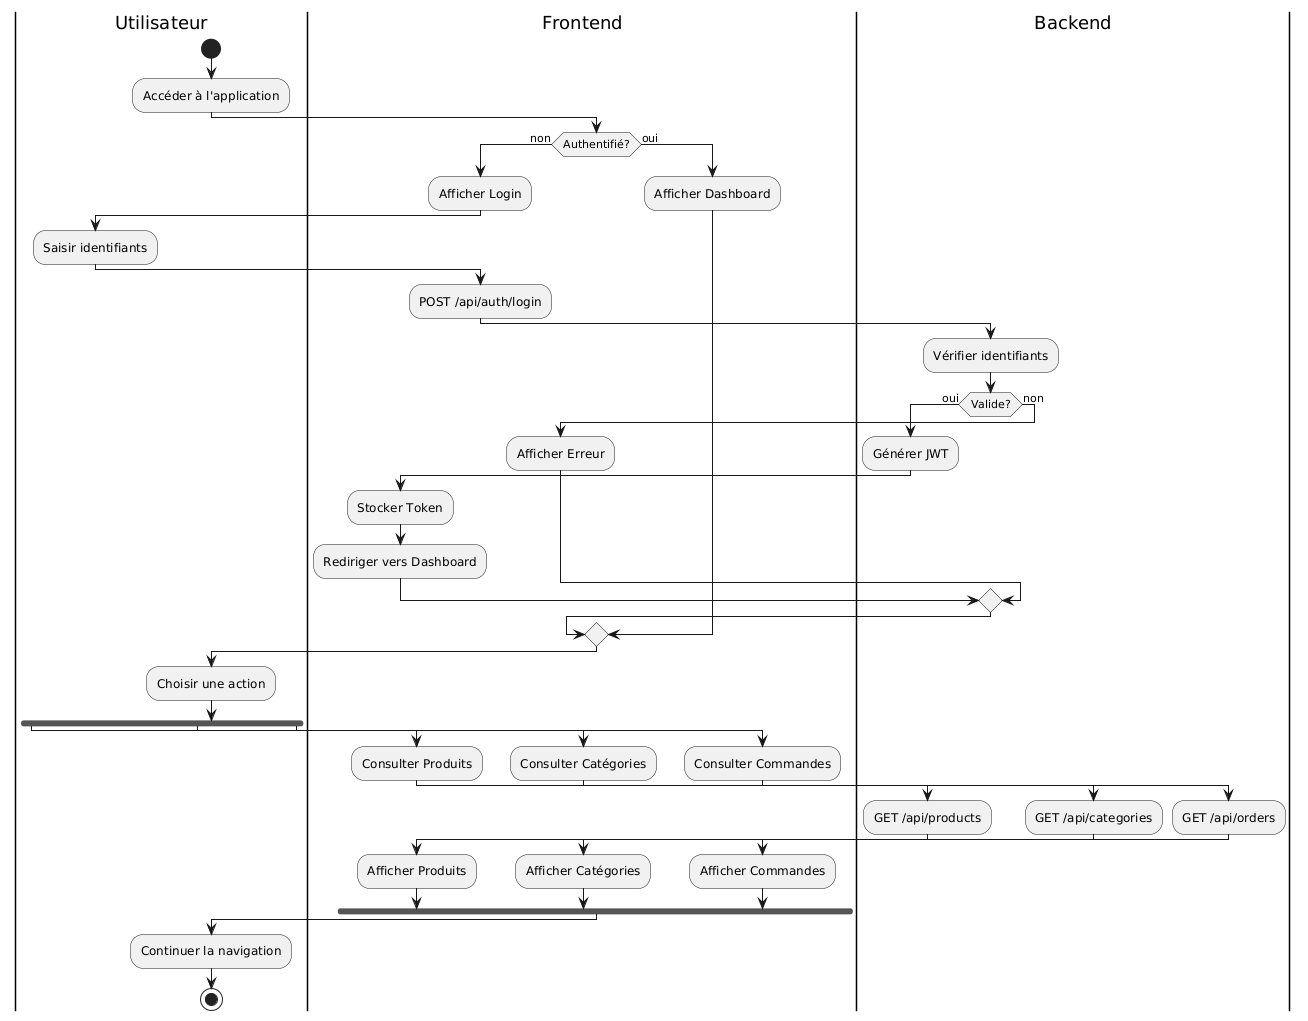 Utilisateur
Frontend
Backend
Accéder à l'application
non
Authentifié?
oui
Afficher Login
Afficher Dashboard
Saisir identifiants
POST /api/auth/login
Vérifier identifiants
oui
Valide?
non
Afficher Erreur
Générer JWT
Stocker Token
Rediriger vers Dashboard
Choisir une action
Consulter Produits
Consulter Catégories
Consulter Commandes
GET /api/products
GET /api/categories
GET /api/orders
Afficher Produits
Afficher Catégories
Afficher Commandes
Continuer la navigation